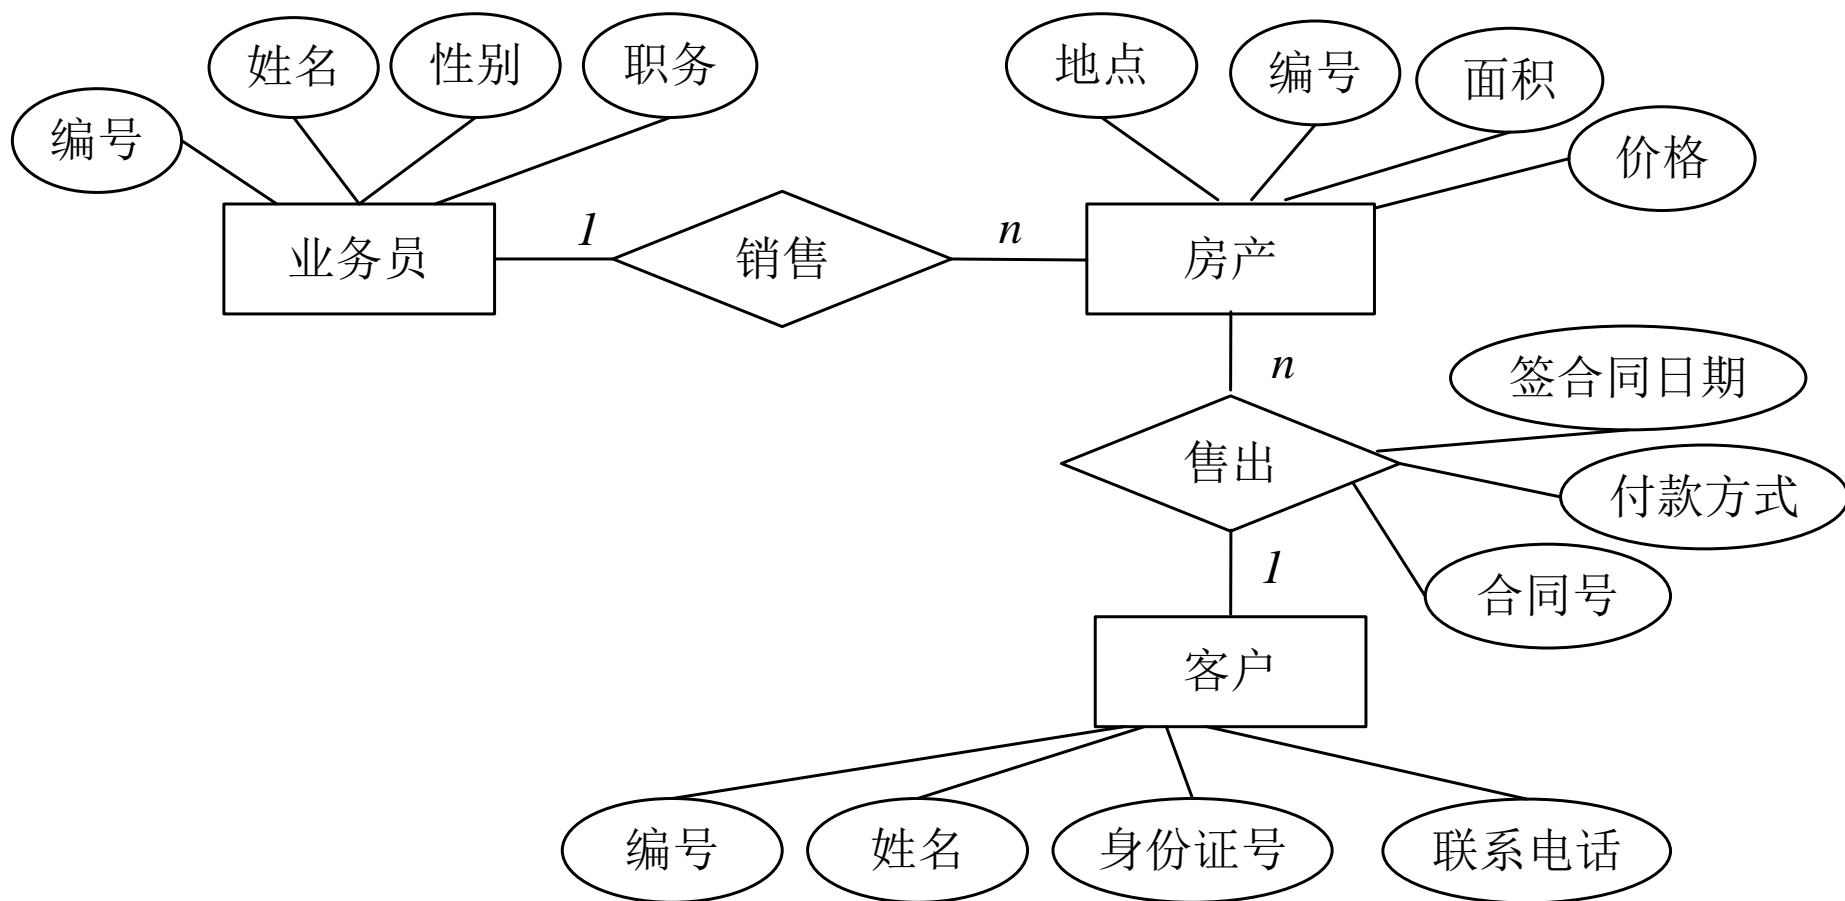 姓名
性别
职务
编号
地点
编号
面积
价格
业务员
1
销售
n
房产
n
签合同日期
售出
付款方式
1
合同号
客户
编号
姓名
身份证号
联系电话